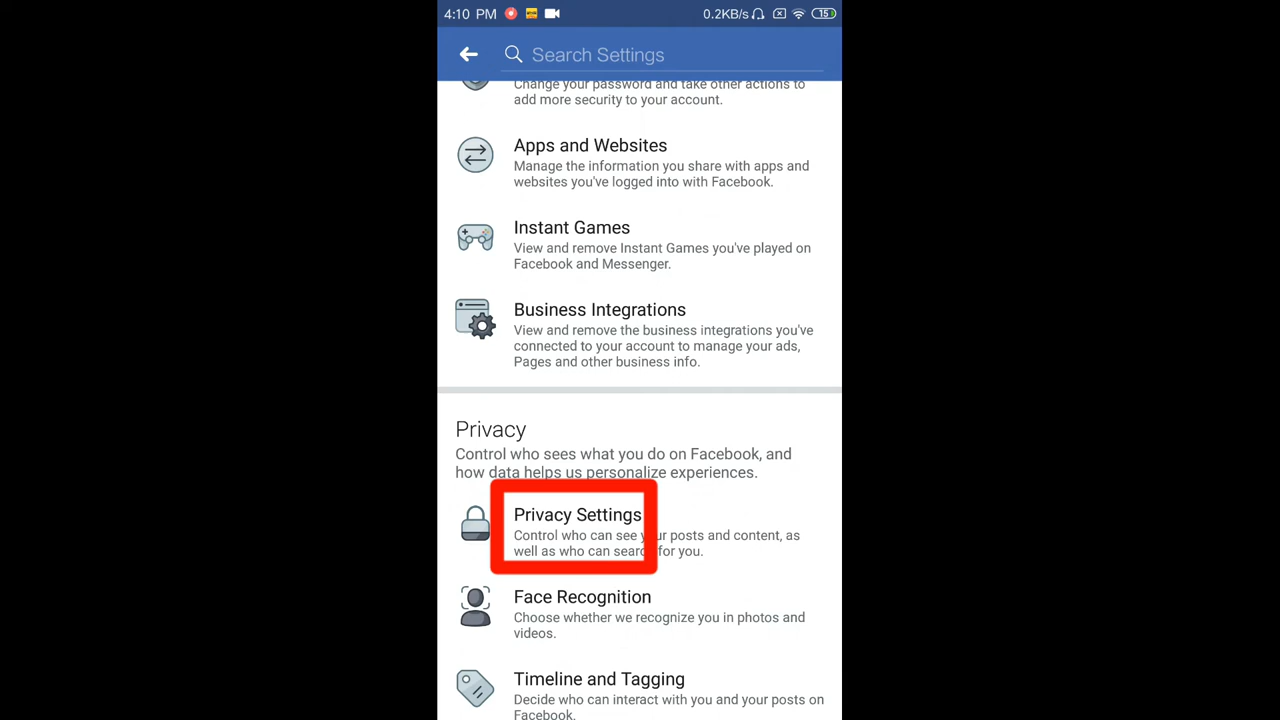 4:10 PM 0.2KB/s 15
Search Settings
Change your password and take other actions to
add more security to your account.
Apps and Websites
Manage the information you share with apps and
websites you've logged into with Facebook.
Instant Games
View and remove Instant Games you've played on
Facebook and Messenger.
Business Integrations
View and remove the business integrations you've
connected to your account to manage your ads,
Pages and other business info.
Privacy
Control who sees what you do on Facebook, and
how data helps us personalize experiences.
Privacy Settings
Control who can see your posts and content, as
well as who can search for you.
Face Recognition
Choose whether we recognize you in photos and
videos.
Timeline and Tagging
Decide who can interact with you and your posts on
Facebook.